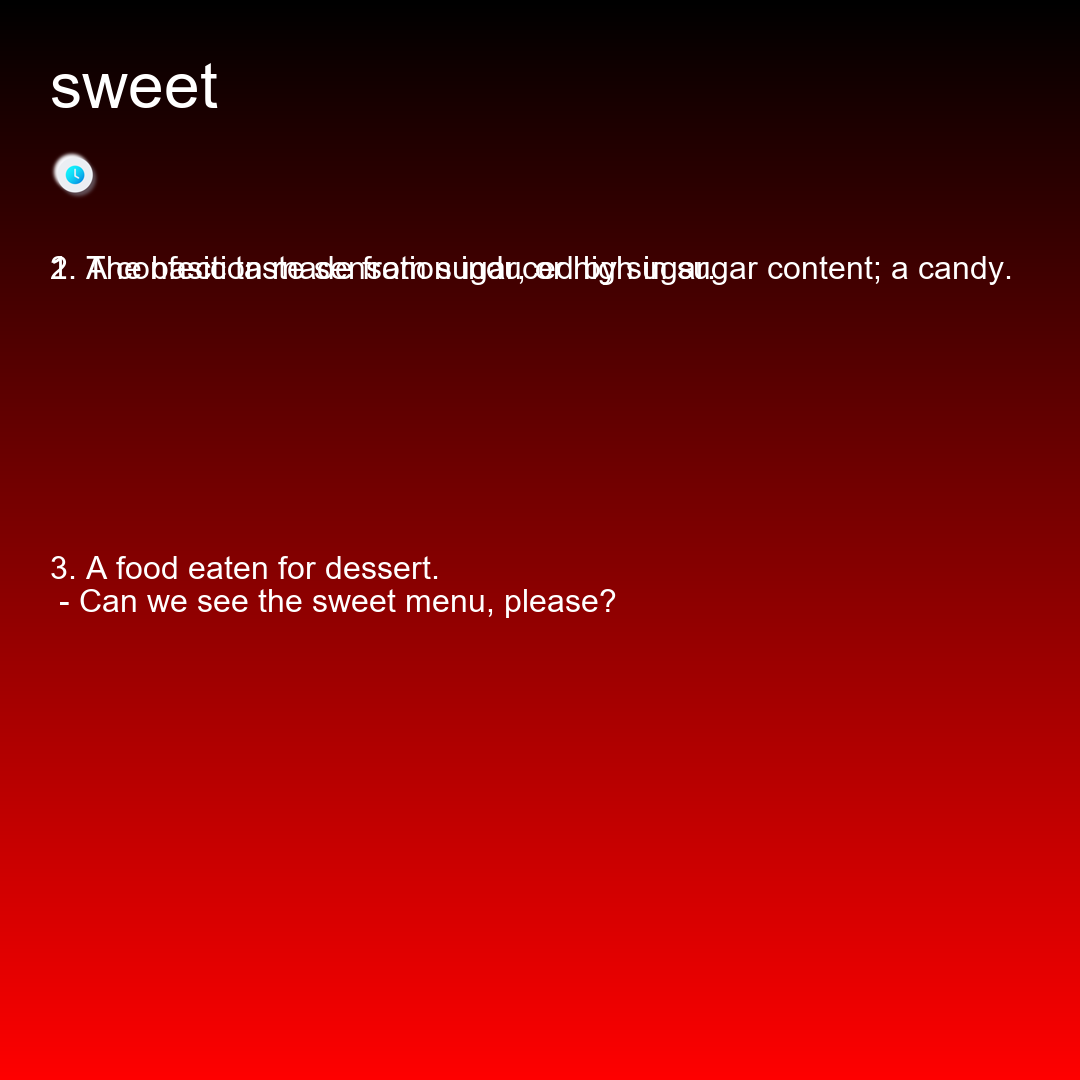 sweet
1. The basic taste sensation induced by sugar.
2. A confection made from sugar, or high in sugar content; a candy.
3. A food eaten for dessert.
- Can we see the sweet menu, please?